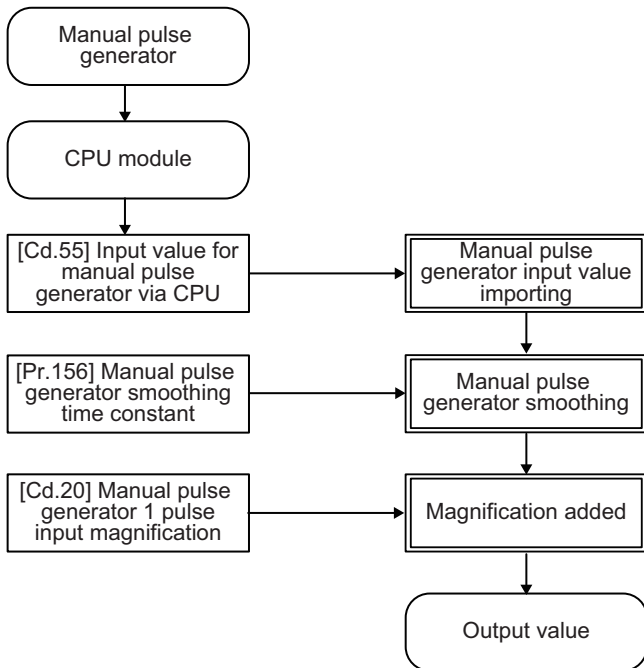 Manual pulse
generator
CPU module
[Cd.55] Input value for
manual pulse
generator via CPU
Manual pulse
generator input value
importing
[Pr.156] Manual pulse
generator smoothing
time constant
Manual pulse
generator smoothing
[Cd.20] Manual pulse
generator 1 pulse
input magnification
Magnification added
Output value